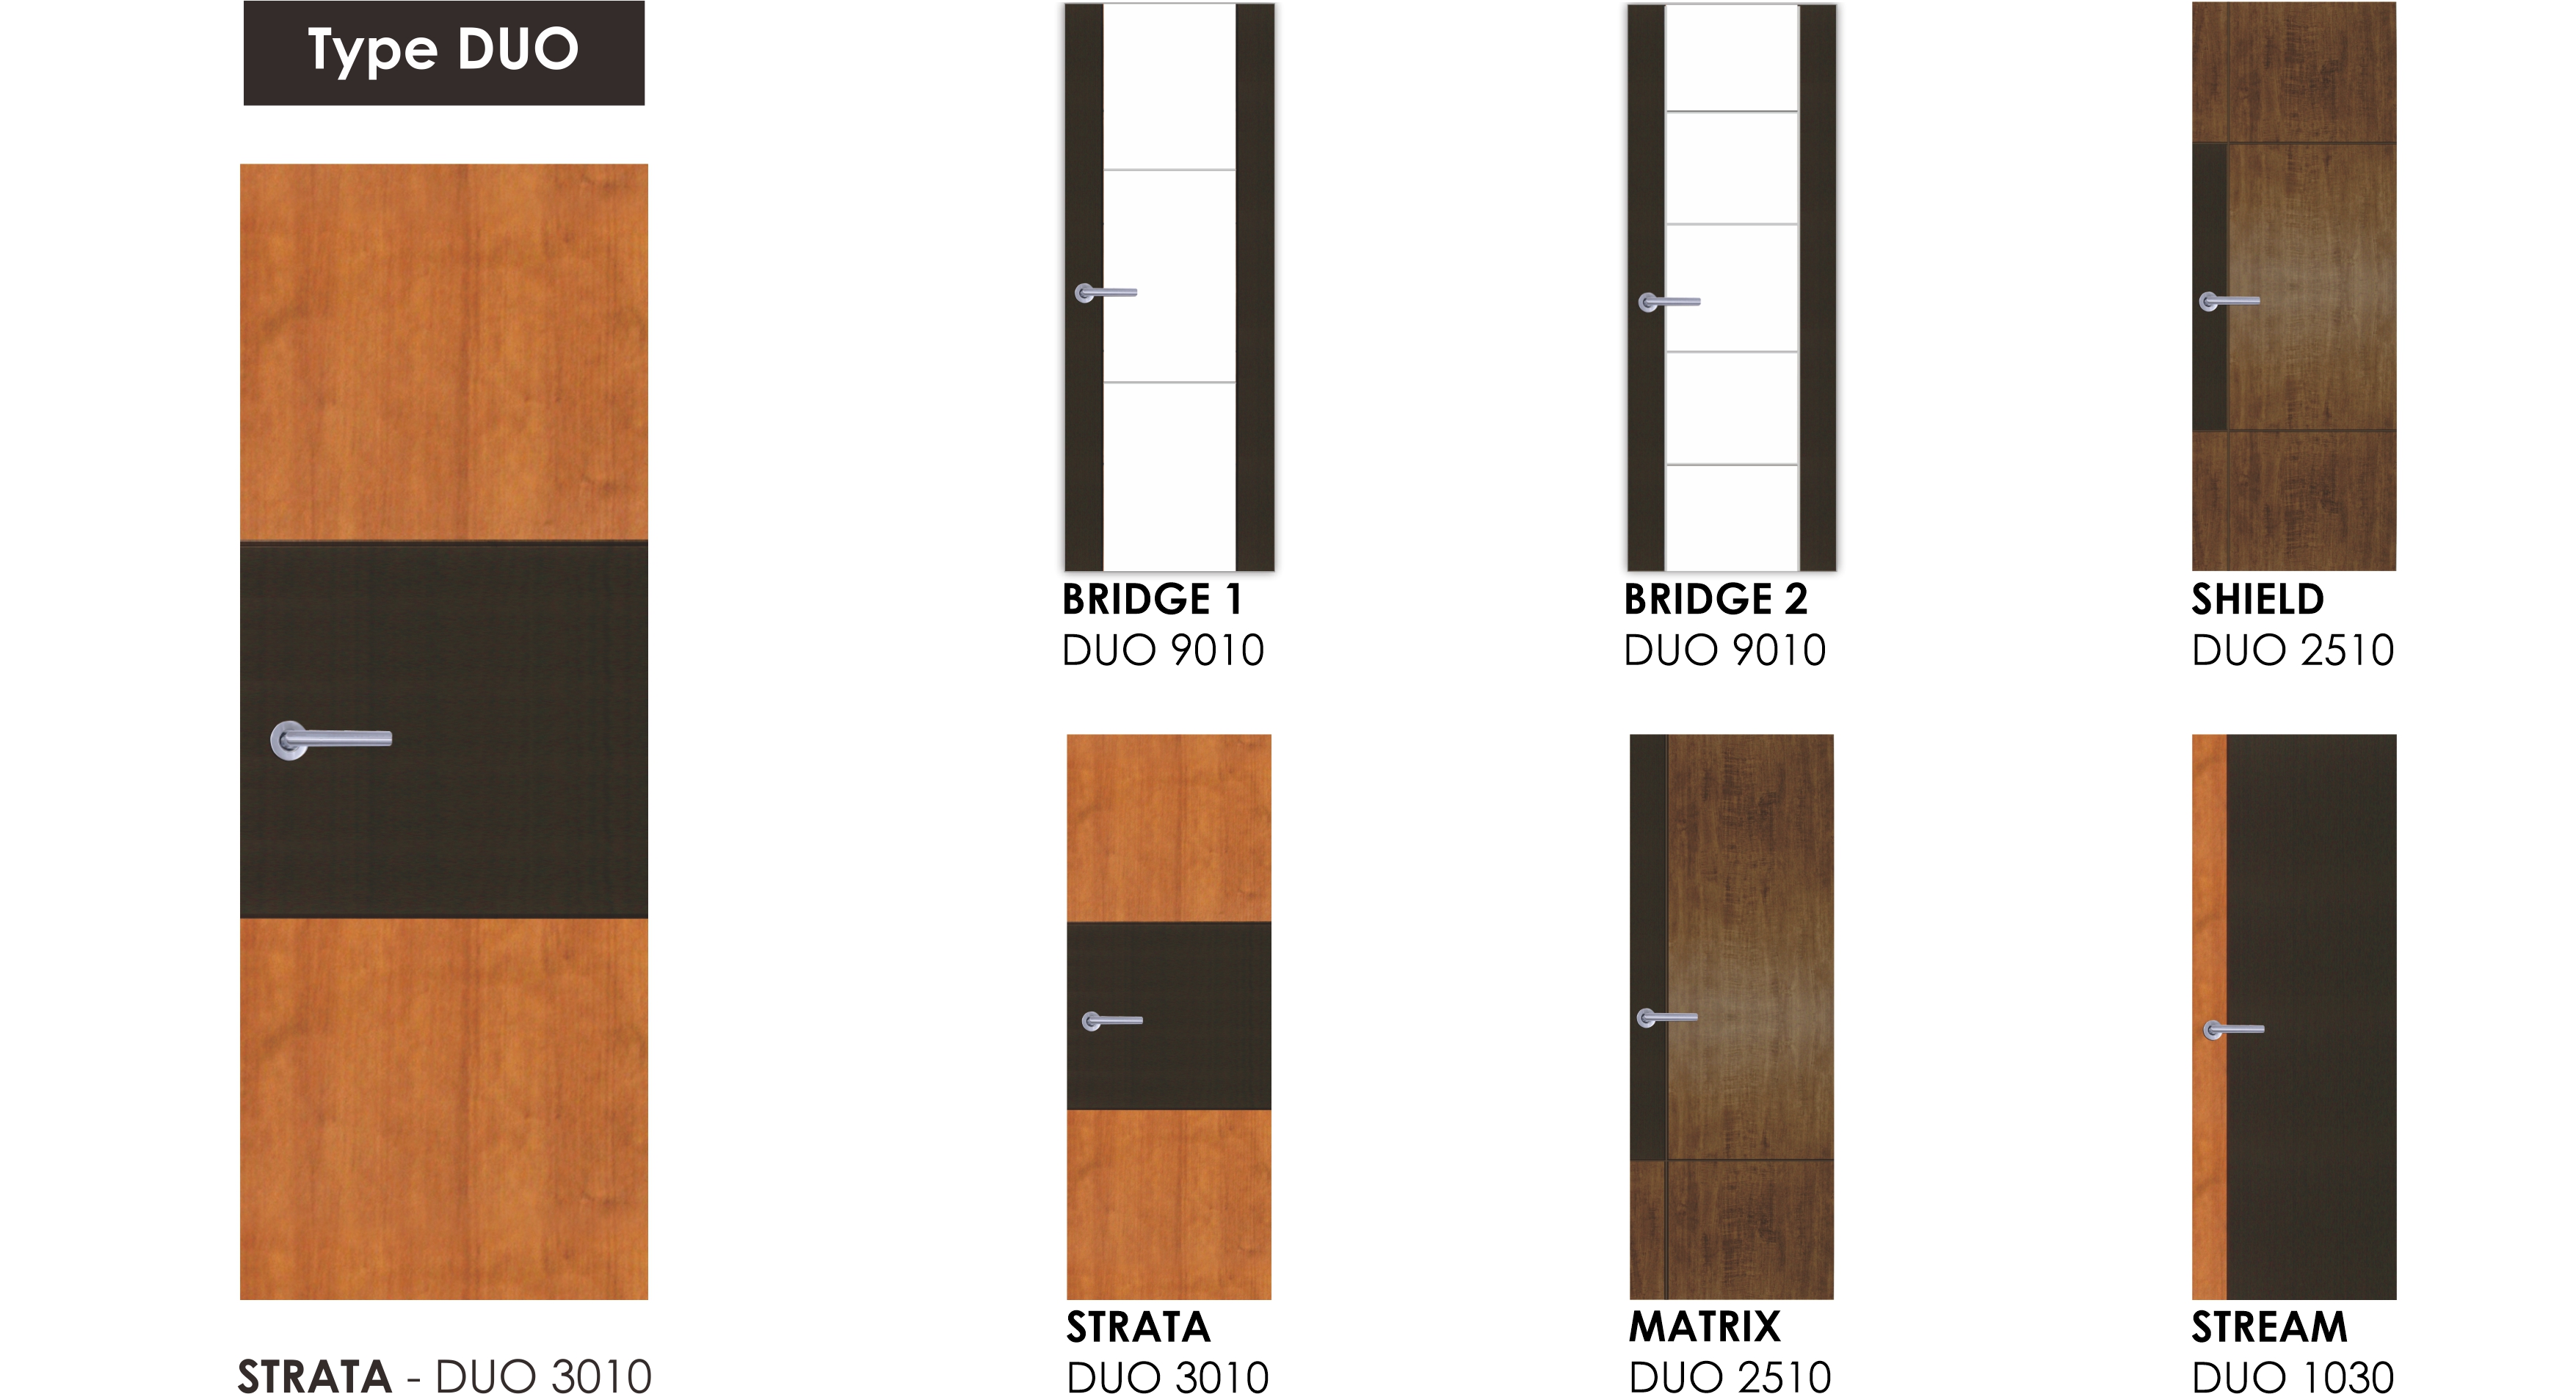 Type DUO
STRATA - DUO 3010
BRIDGE 1
DUO 9010
BRIDGE 2
DUO 9010
SHIELD
DUO 2510
STRATA
DUO 3010
MATRIX
DUO 2510
STREAM
DUO 1030